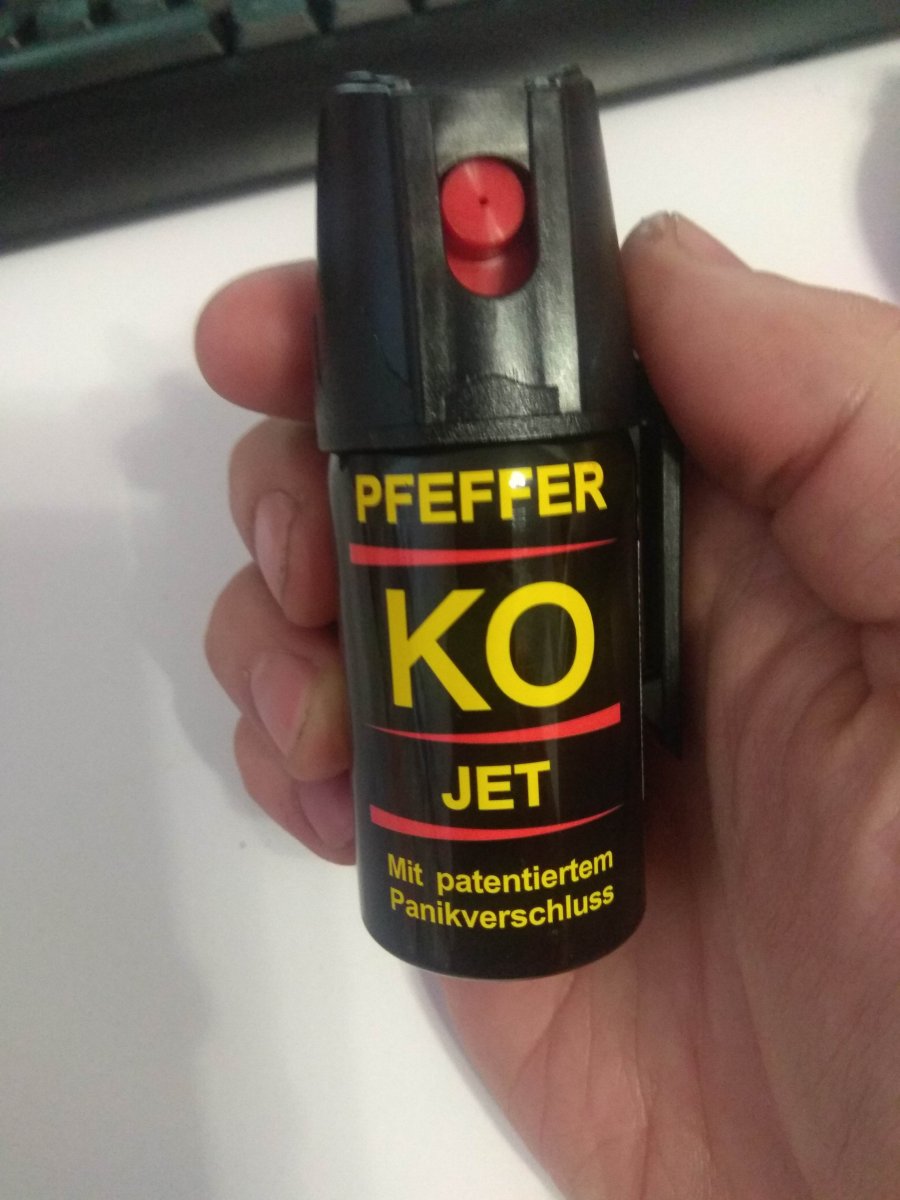 PFEFFER
KO
JET
Mit patentiertem
Panikverschluss